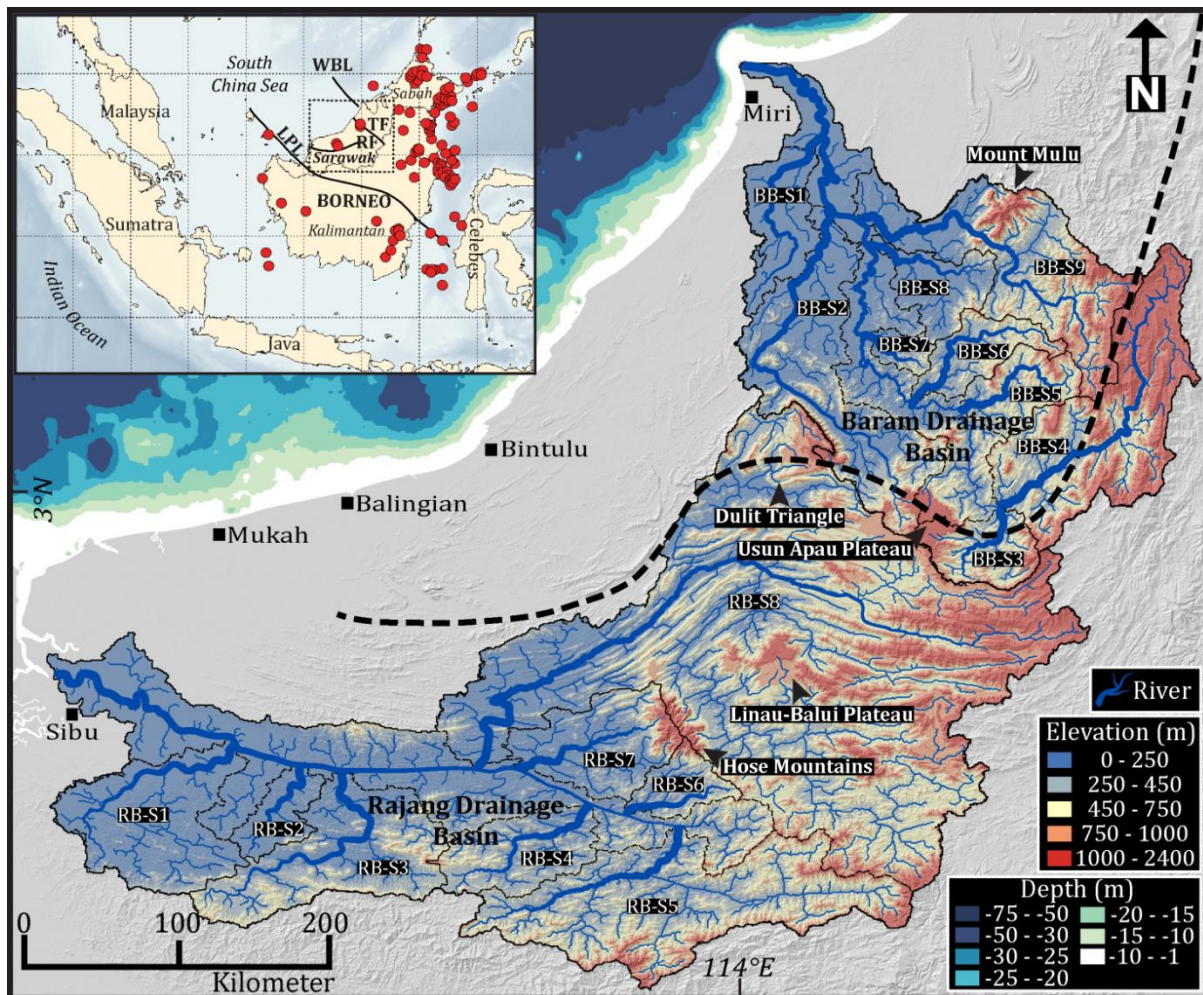 South
China Sea
WBL
Sabah
Malaysia
LPL
TF
RF
Sarawak
BORNEO
Kalimantan
Sumatra
Celebes
Indian Ocean
Java
N
Miri
Mount Mulu
BB-S1
BB-S9
BB-S8
BB-S2
BB-S7
BB-S6
BB-S5
Baram Drainage
Basin
BB-S4
Bintulu
3°N
Balingian
Dulit Triangle
Mukah
Usun Apau Plateau
BB-S3
RB-S8
River
Linau-Balui Plateau
Sibu
Hose Mountains
RB-S7
RB-S6
Rajang Drainage
Basin
RB-S1
RB-S2
RB-S3
RB-S4
RB-S5
Elevation (m)
0 - 250
250 - 450
450 - 750
750 - 1000
1000 - 2400
Depth (m)
-75 - -50
-50 - -30
-30 - -25
-25 - -20
-20 - -15
-15 - -10
-10 - -1
0 100 200
Kilometer
114°E